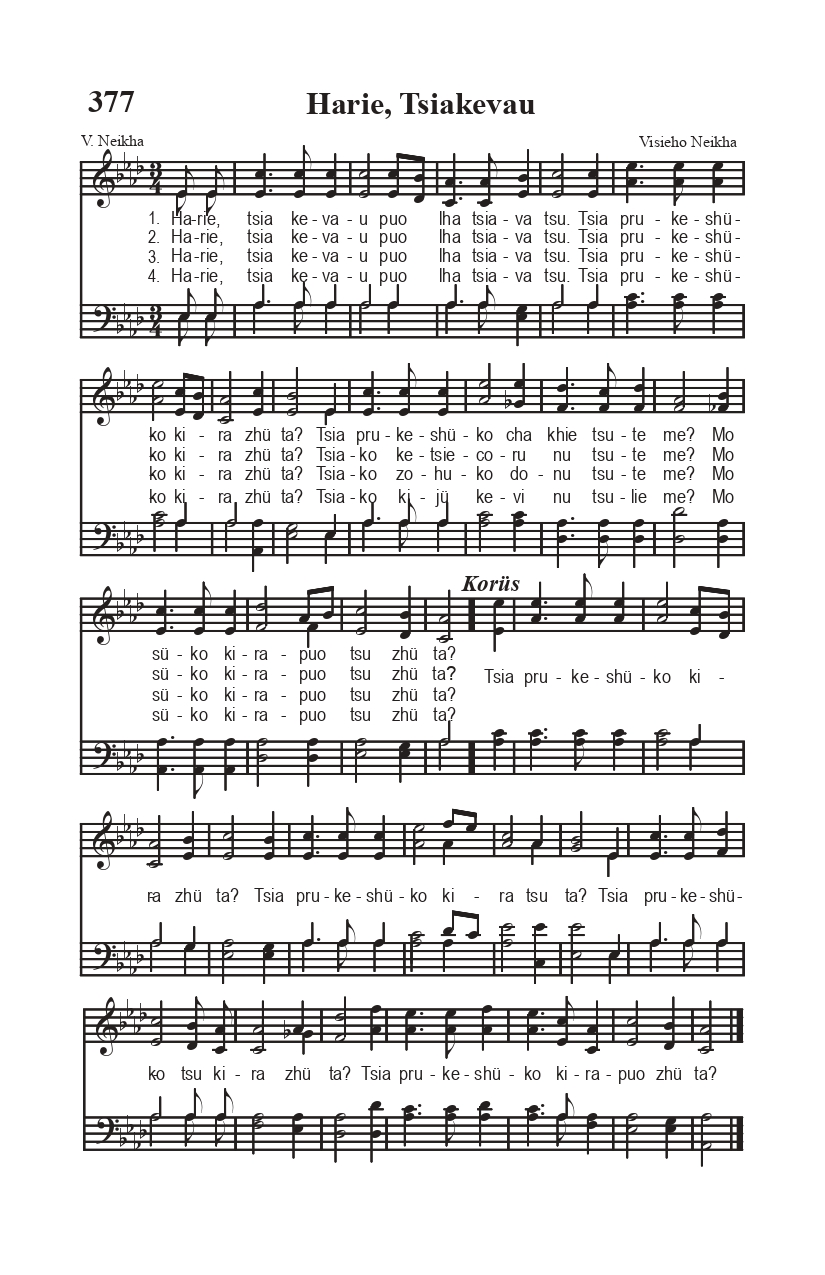 377
Harie, Tsiakevau
V. Neikha
Visieho Neikha
1. Ha-rie, tsia ke-va-u puo lha tsia-va tsu. Tsia pru-ke-shü-
2. Ha-rie, tsia ke-va-u puo lha tsia-va tsu. Tsia pru-ke-shü-
3. Ha-rie, tsia ke-va-u puo lha tsia-va tsu. Tsia pru-ke-shü-
4. Ha-rie, tsia ke-va-u puo lha tsia-va tsu. Tsia pru-ke-shü-
ko ki-ra zhü ta? Tsia pru-ke-shü-ko cha khie tsu-te me? Mo
ko ki-ra zhü ta? Tsia-ko ke-tsie-co-ru nu tsu-te me? Mo
ko ki-ra zhü ta? Tsia-ko zo-hu-ko do-nu tsu-te me? Mo
ko ki-ra zhü ta? Tsia-ko ki-jü ke-vi nu tsu-lie me? Mo
Korüs
sü-ko ki-ra-puo tsu zhü ta?
sü-ko ki-ra-puo tsu zhü ta?
sü-ko ki-ra-puo tsu zhü ta?
sü-ko ki-ra-puo tsu zhü ta?
Tsia pru-ke-shü-ko ki-
ra zhü ta? Tsia pru-ke-shü-ko ki-ra tsu ta? Tsia pru-ke-shü-
ko tsu ki-ra zhü ta? Tsia pru-ke-shü-ko ki-ra-puo zhü ta?